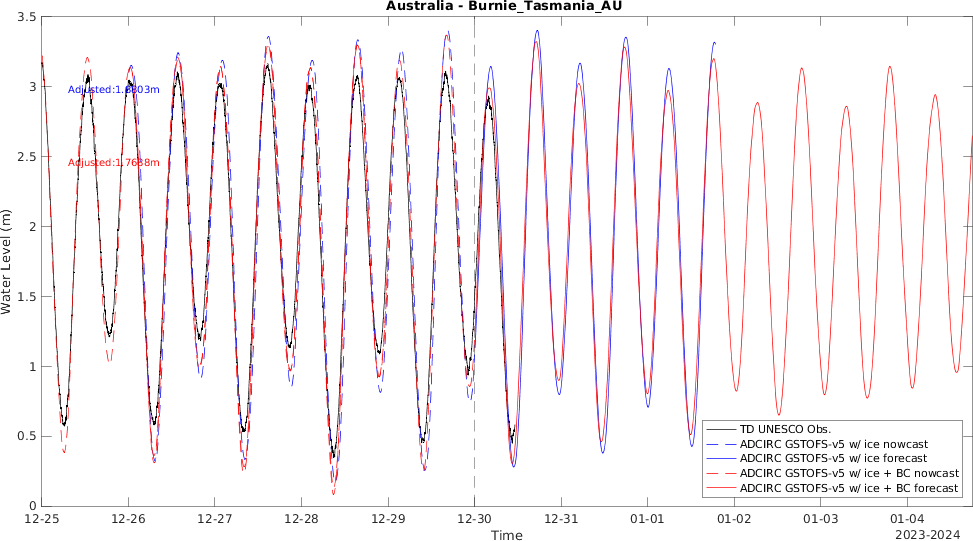 Australia - Burnie_Tasmania_AU
3.5
3
2.5
2
1.5
1
0.5
0
Water Level (m)
Adjusted:1.8803m
Adjusted:1.7638m
TD UNESCO Obs.
ADCIRC GSTOFS-v5 w/ ice nowcast
ADCIRC GSTOFS-v5 w/ ice forecast
ADCIRC GSTOFS-v5 w/ ice + BC nowcast
ADCIRC GSTOFS-v5 w/ ice + BC forecast
12-25 12-26 12-27 12-28 12-29 12-30 12-31 01-01 01-02 01-03 01-04
Time
2023-2024